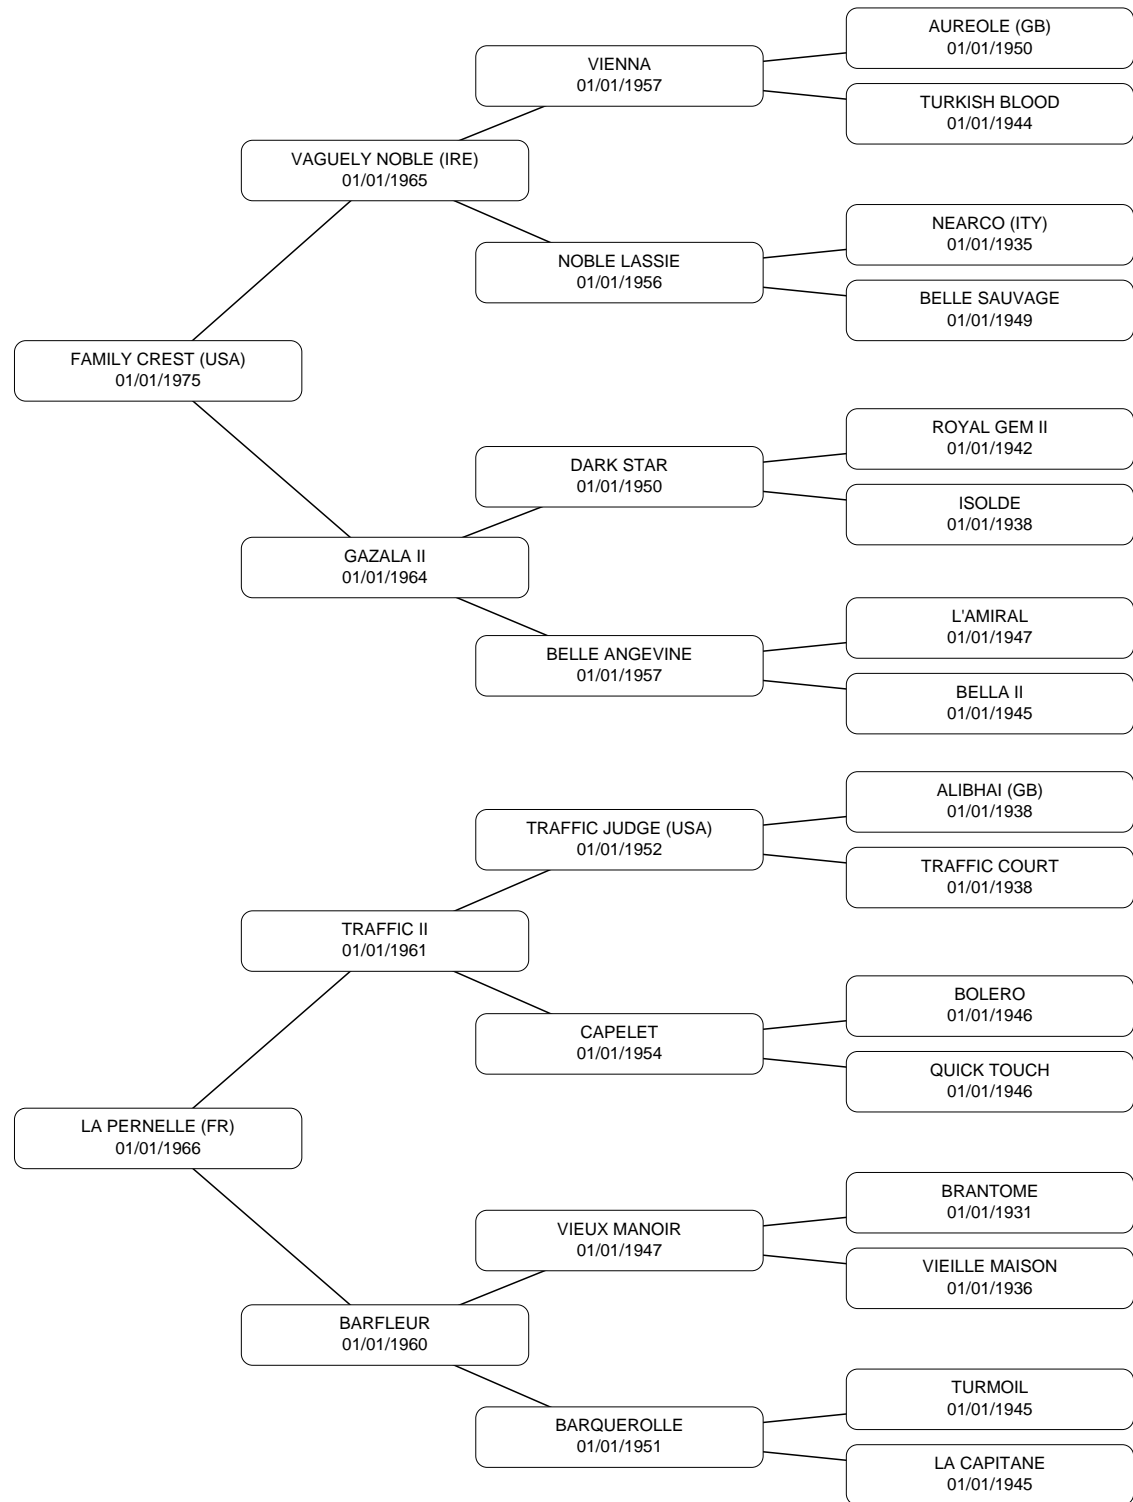 AUREOLE (GB)
01/01/1950
VIENNA
01/01/1957
TURKISH BLOOD
01/01/1944
VAGUELY NOBLE (IRE)
01/01/1965
NEARCO (ITY)
01/01/1935
NOBLE LASSIE
01/01/1956
BELLE SAUVAGE
01/01/1949
FAMILY CREST (USA)
01/01/1975
ROYAL GEM II
01/01/1942
DARK STAR
01/01/1950
ISOLDE
01/01/1938
GAZALA II
01/01/1964
L'AMIRAL
01/01/1947
BELLE ANGEVINE
01/01/1957
BELLA II
01/01/1945
ALIBHAI (GB)
01/01/1938
TRAFFIC JUDGE (USA)
01/01/1952
TRAFFIC COURT
01/01/1938
TRAFFIC II
01/01/1961
BOLERO
01/01/1946
CAPELET
01/01/1954
QUICK TOUCH
01/01/1946
LA PERNELLE (FR)
01/01/1966
BRANTOME
01/01/1931
VIEUX MANOIR
01/01/1947
VIEILLE MAISON
01/01/1936
BARFLEUR
01/01/1960
TURMOIL
01/01/1945
BARQUEROLLE
01/01/1951
LA CAPITANE
01/01/1945